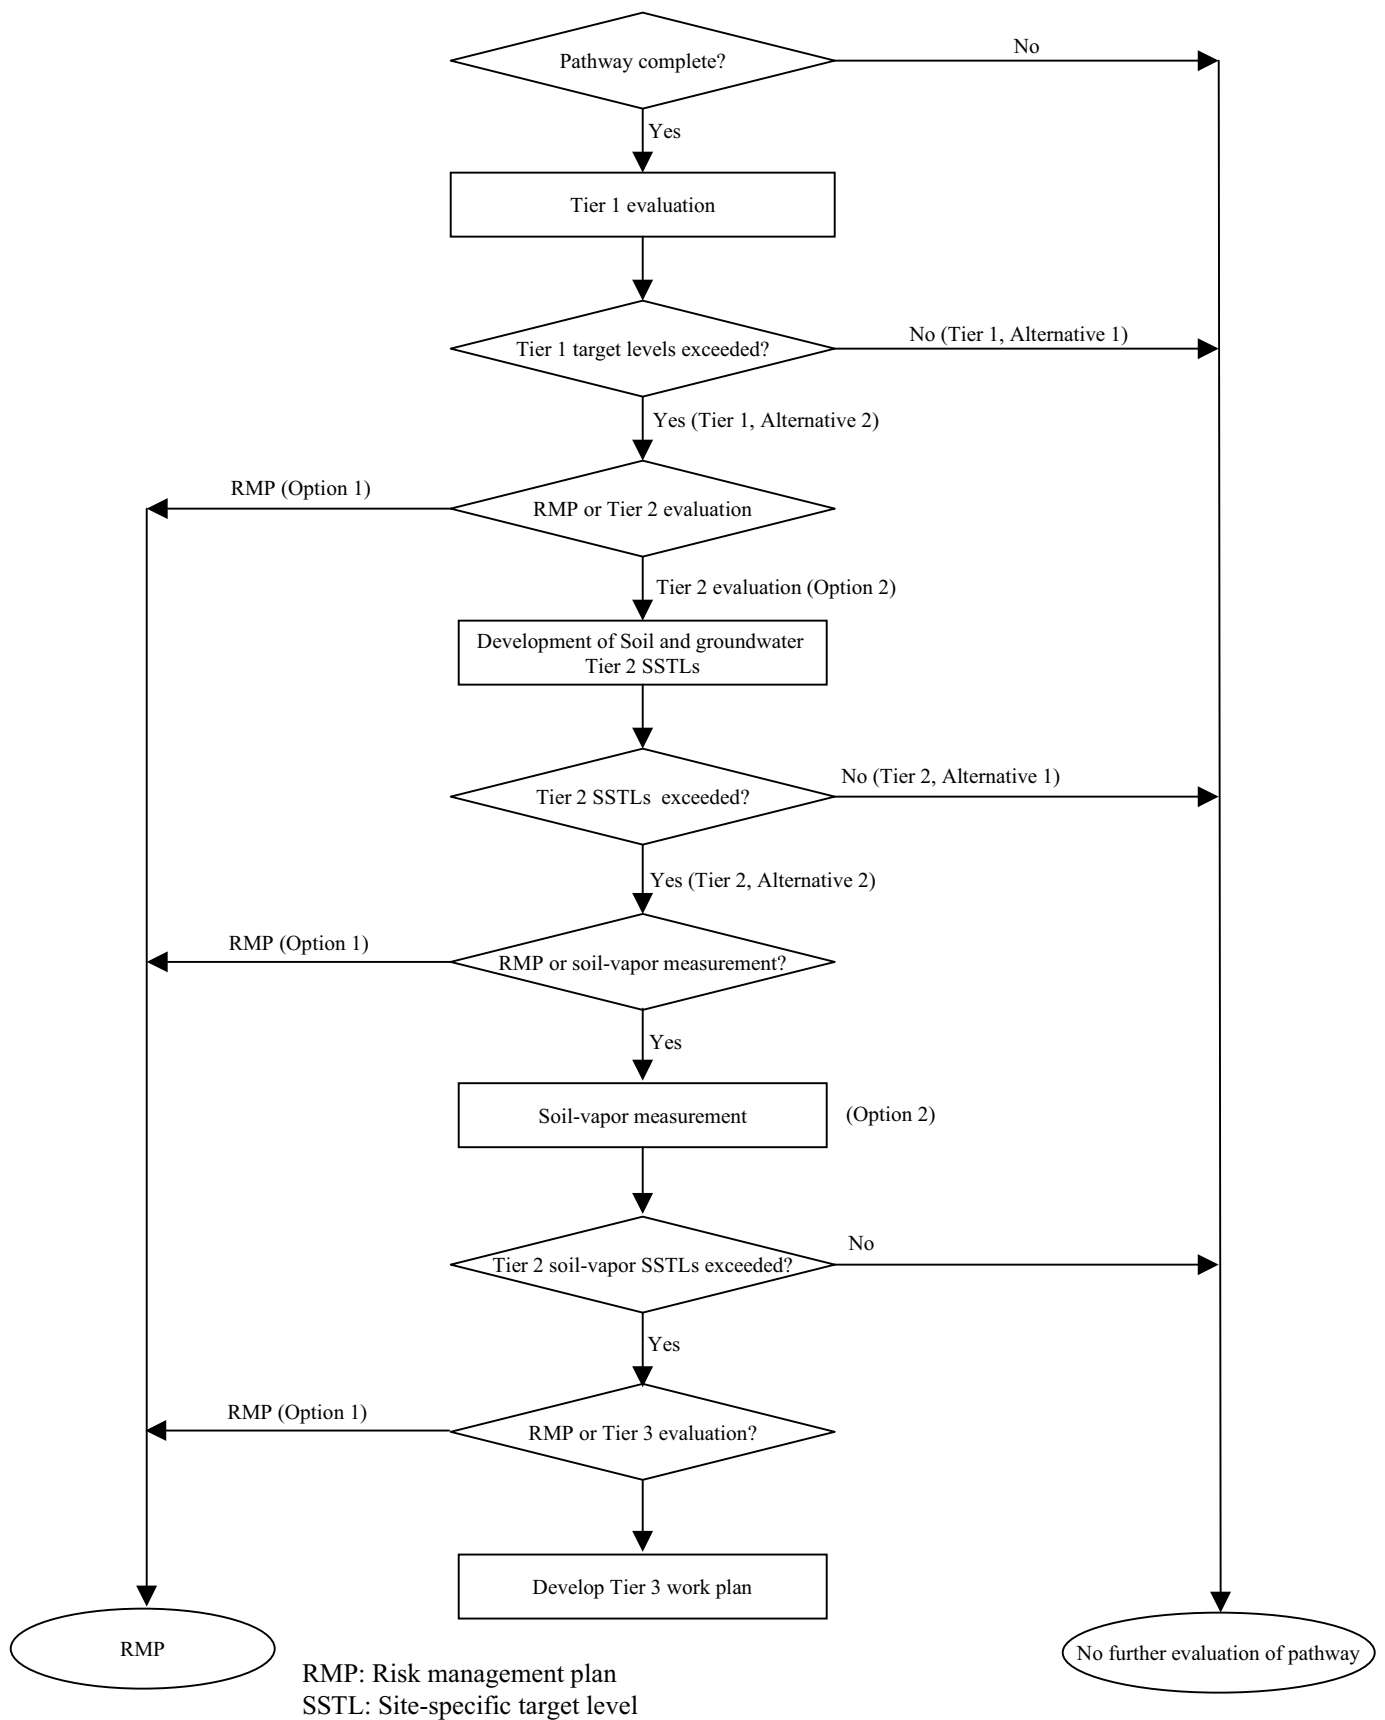 Pathway complete?
No
Yes
Tier 1 evaluation
Tier 1 target levels exceeded?
No (Tier 1, Alternative 1)
Yes (Tier 1, Alternative 2)
RMP (Option 1)
RMP or Tier 2 evaluation
Tier 2 evaluation (Option 2)
Development of Soil and groundwater
Tier 2 SSTLs
Tier 2 SSTLs  exceeded?
No (Tier 2, Alternative 1)
Yes (Tier 2, Alternative 2)
RMP (Option 1)
RMP or soil-vapor measurement?
Yes
Soil-vapor measurement
(Option 2)
Tier 2 soil-vapor SSTLs exceeded?
No
Yes
RMP (Option 1)
RMP or Tier 3 evaluation?
Develop Tier 3 work plan
RMP
No further evaluation of pathway
RMP: Risk management plan
SSTL: Site-specific target level